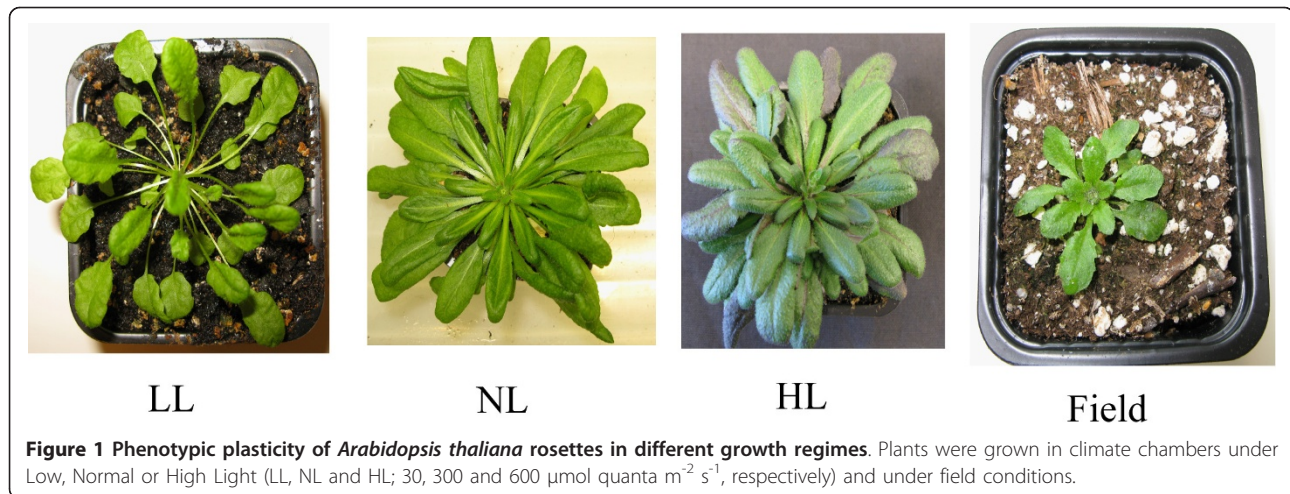 LL
NL
HL
Field
Figure 1 Phenotypic plasticity of Arabidopsis thaliana rosettes in different growth regimes. Plants were grown in climate chambers under
Low, Normal or High Light (LL, NL and HL; 30, 300 and 600 μmol quanta m⁻² s⁻¹, respectively) and under field conditions.